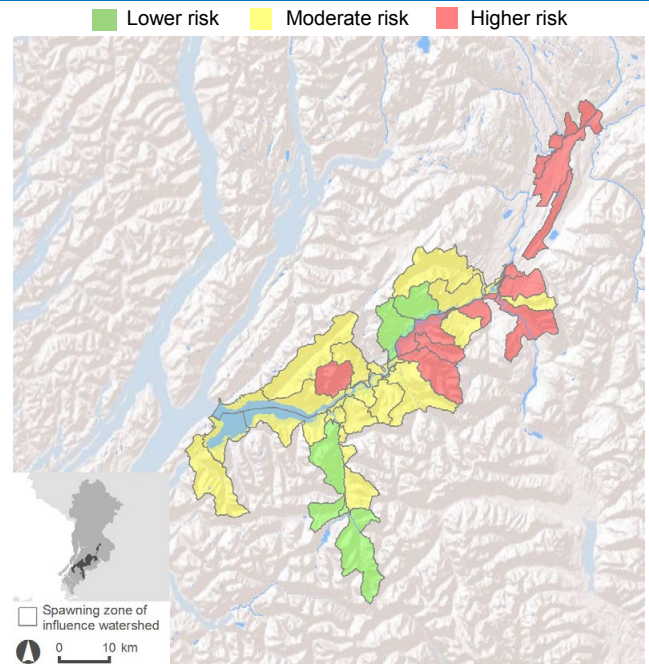 Lower risk Moderate risk Higher risk
Spawning zone of
influence watershed
0 10 km